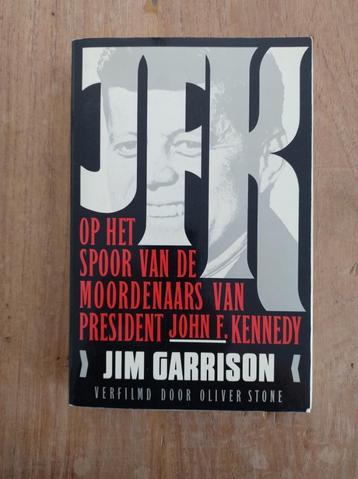 JFK
OP HET
SPOOR VAN DE
MOORDENAARS VAN
PRESIDENT JOHN F. KENNEDY
JIM GARRISON
VERFILMD DOOR OLIVER STONE